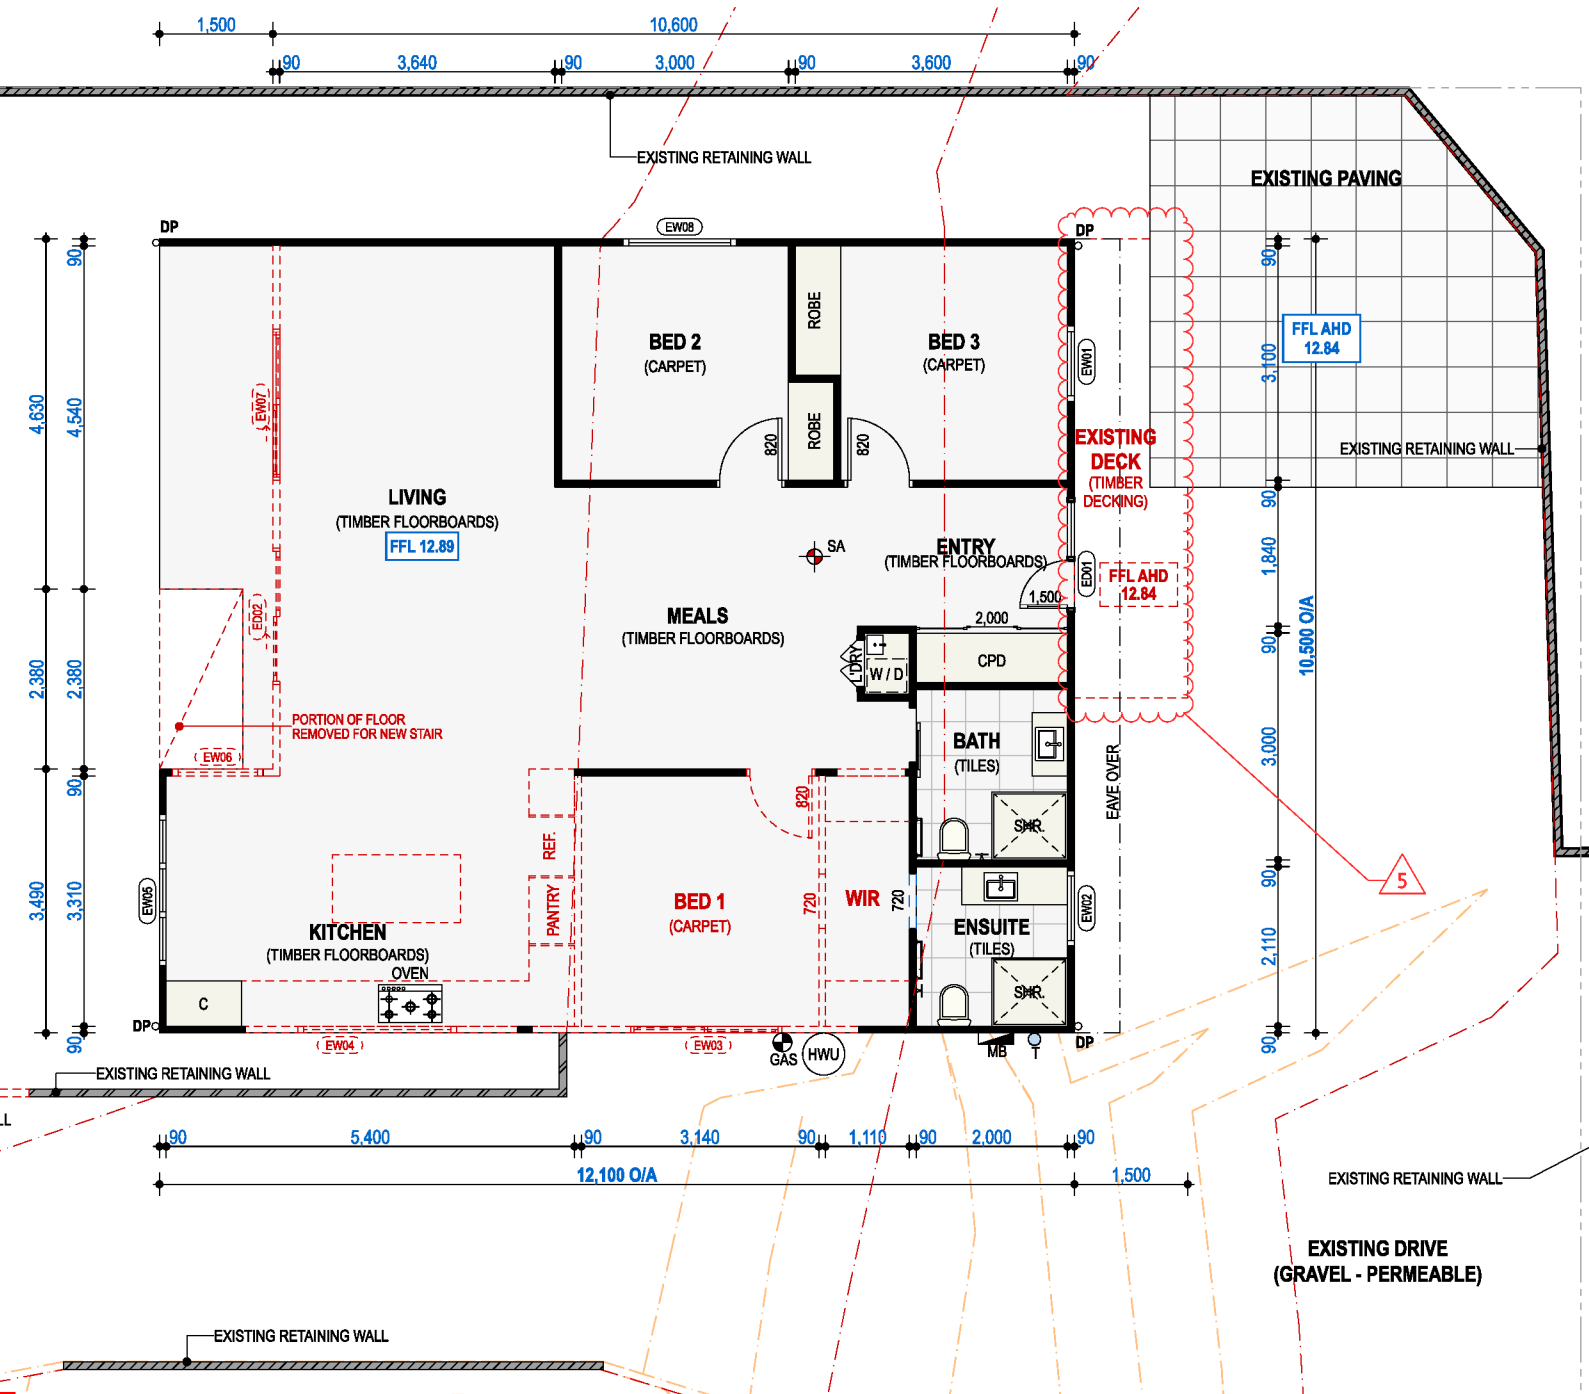 1,500
10,600
90
3,640
90
3,000
90
3,600
90
EXISTING RETAINING WALL
EXISTING PAVING
DP
EW08
DP
90
90
90
FFL AHD
12.84
3,100
ROBE
BED 2
(CARPET)
BED 3
(CARPET)
EW01
EW07
4,630
4,540
ROBE
820
820
EXISTING
DECK
(TIMBER
DECKING)
EXISTING RETAINING WALL
LIVING
(TIMBER FLOORBOARDS)
FFL 12.89
90
SA
ENTRY
(TIMBER FLOORBOARDS)
1,840
ED01
FFL AHD
12.84
1,500
10,500 O/A
ED02
MEALS
(TIMBER FLOORBOARDS)
2,000
90
L'DRY
W / D
CPD
2,380
2,380
PORTION OF FLOOR
REMOVED FOR NEW STAIR
EW06
BATH
(TILES)
3,000
EAVE OVER
90
820
SHR.
REF.
5
90
EW05
3,490
3,310
PANTRY
BED 1
(CARPET)
720
WIR
720
EW02
KITCHEN
(TIMBER FLOORBOARDS)
OVEN
ENSUITE
(TILES)
2,110
C
SHR.
DP
90
EW04
EW03
GAS
HWU
MB
T
DP
90
EXISTING RETAINING WALL
LL
90
5,400
90
3,140
90
1,110
90
2,000
90
12,100 O/A
1,500
EXISTING RETAINING WALL
EXISTING DRIVE
(GRAVEL - PERMEABLE)
EXISTING RETAINING WALL